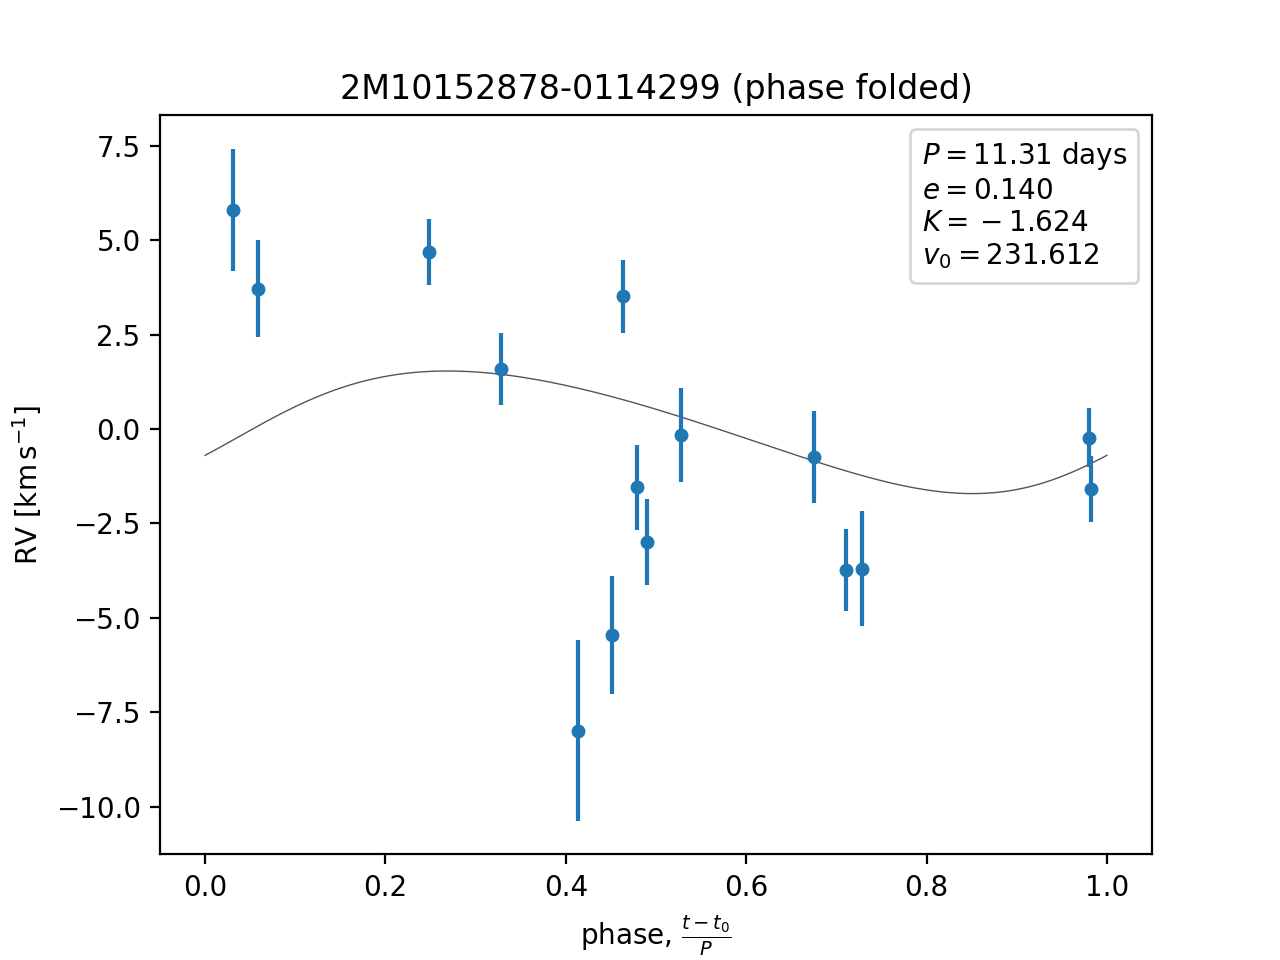 2M10152878-0114299 (phase folded)
P = 11.31 days
e = 0.140
K = −1.624
v₀ = 231.612
RV [km s⁻¹]
7.5
5.0
2.5
0.0
−2.5
−5.0
−7.5
−10.0
0.0 0.2 0.4 0.6 0.8 1.0
phase, (t − t₀)/P